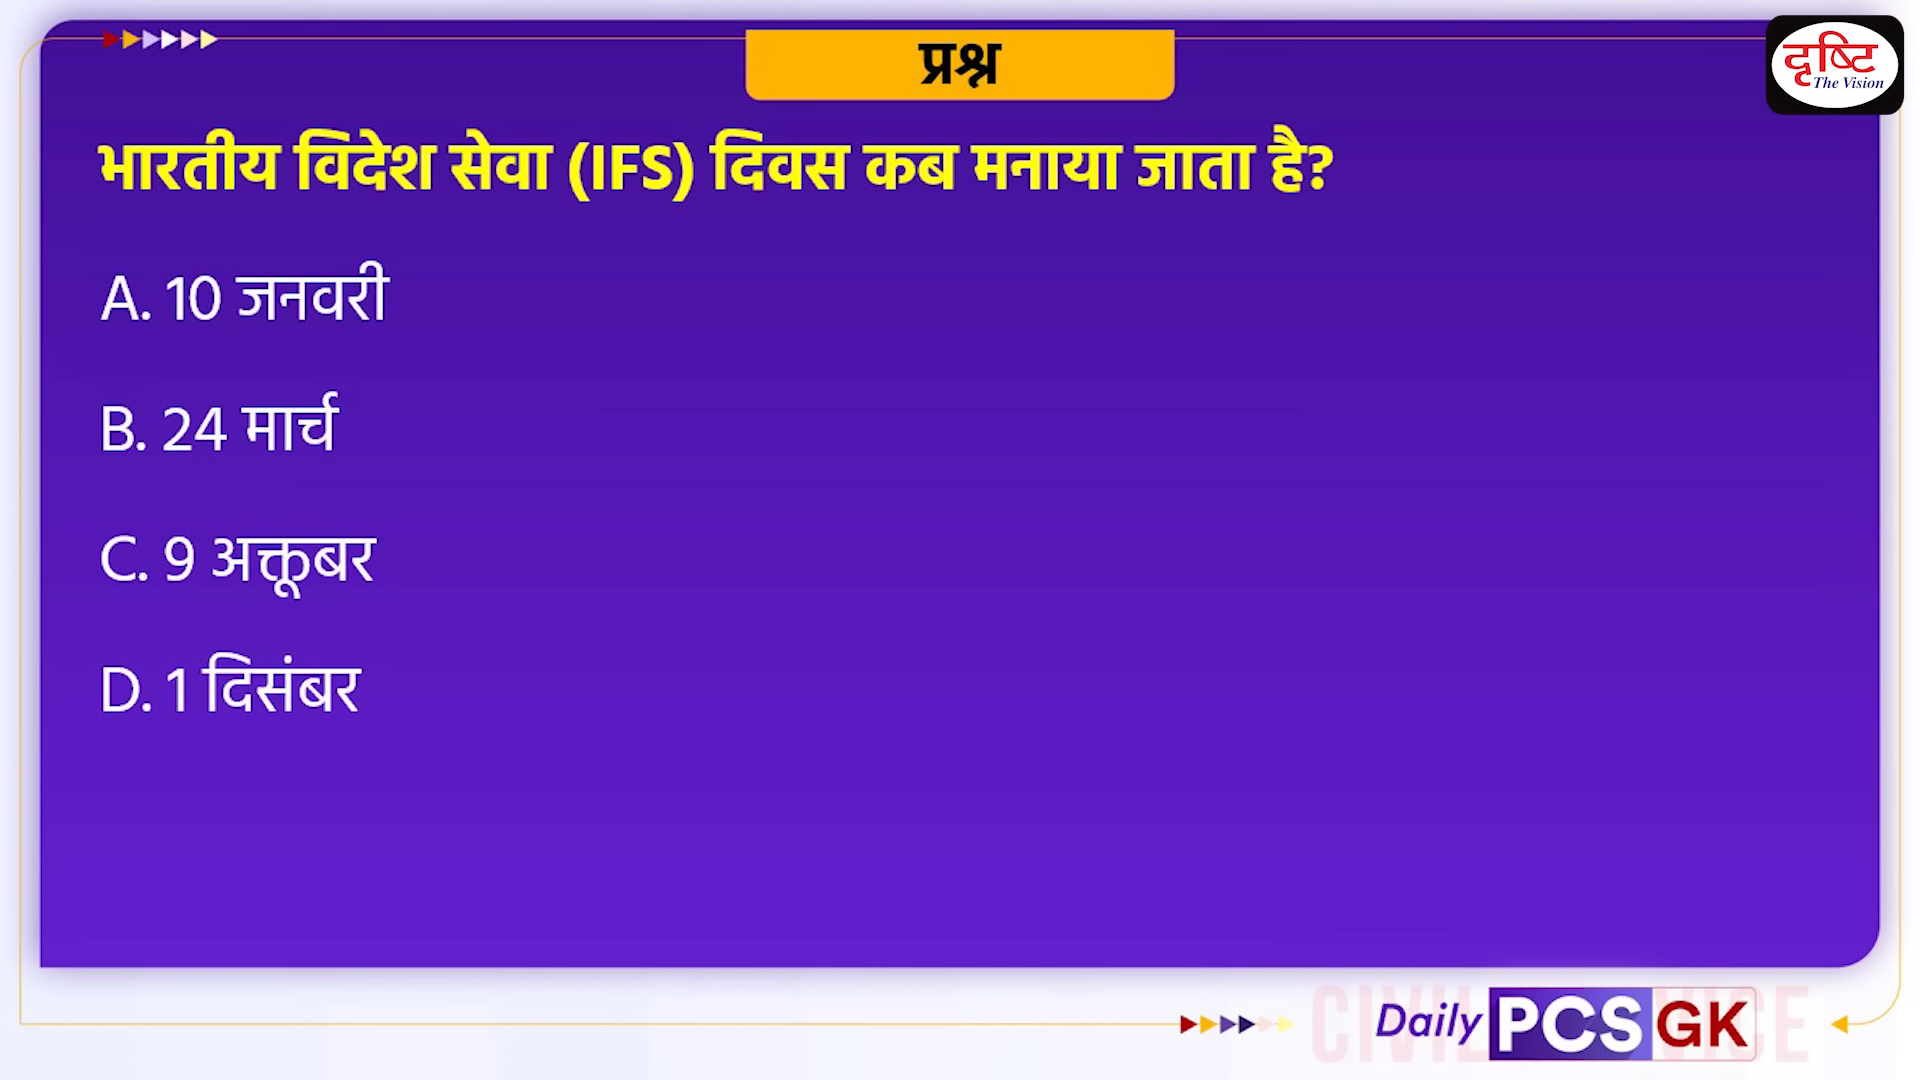 प्रश्न
दृष्टि
The Vision
भारतीय विदेश सेवा (IFS) दिवस कब मनाया जाता है?
A. 10 जनवरी
B. 24 मार्च
C. 9 अक्तूबर
D. 1 दिसंबर
Daily PCS GK